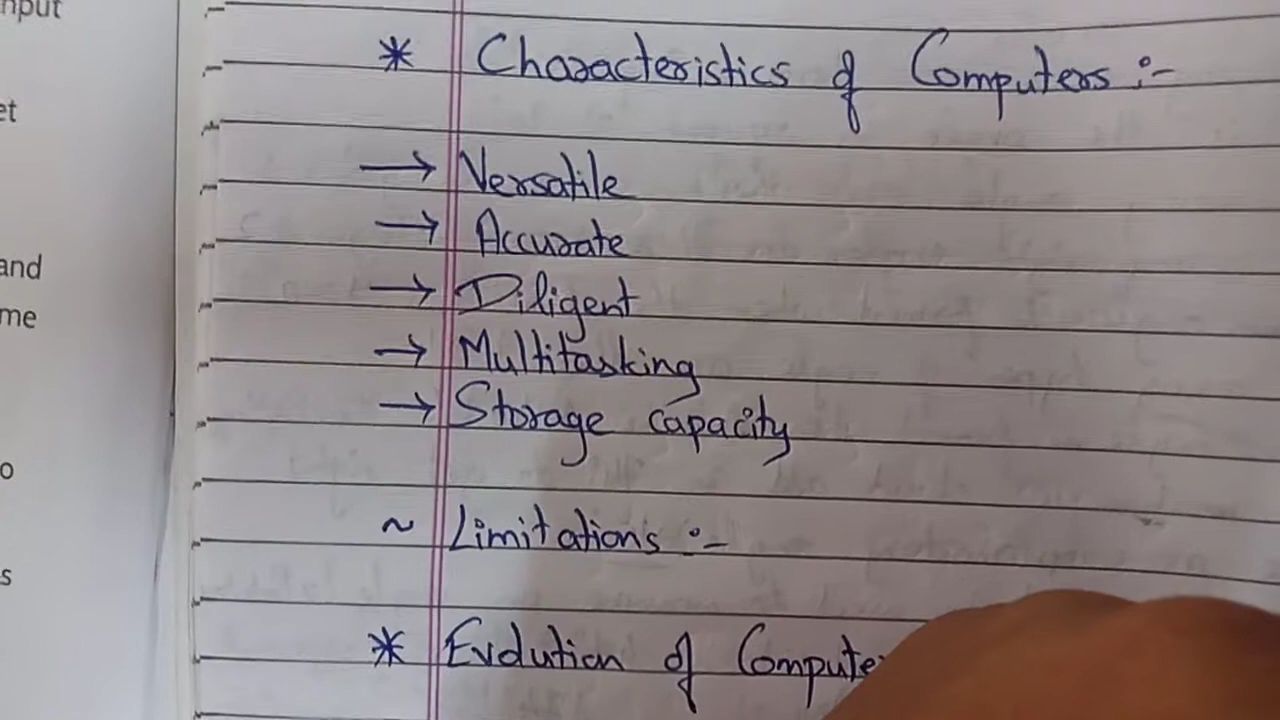 nput
et
and
me
o
s
* Characteristics of Computers :-
→ Versatile
→ Accurate
→ Diligent
→ Multitasking
→ Storage capacity
~ Limitations :-
* Evolution of Compute